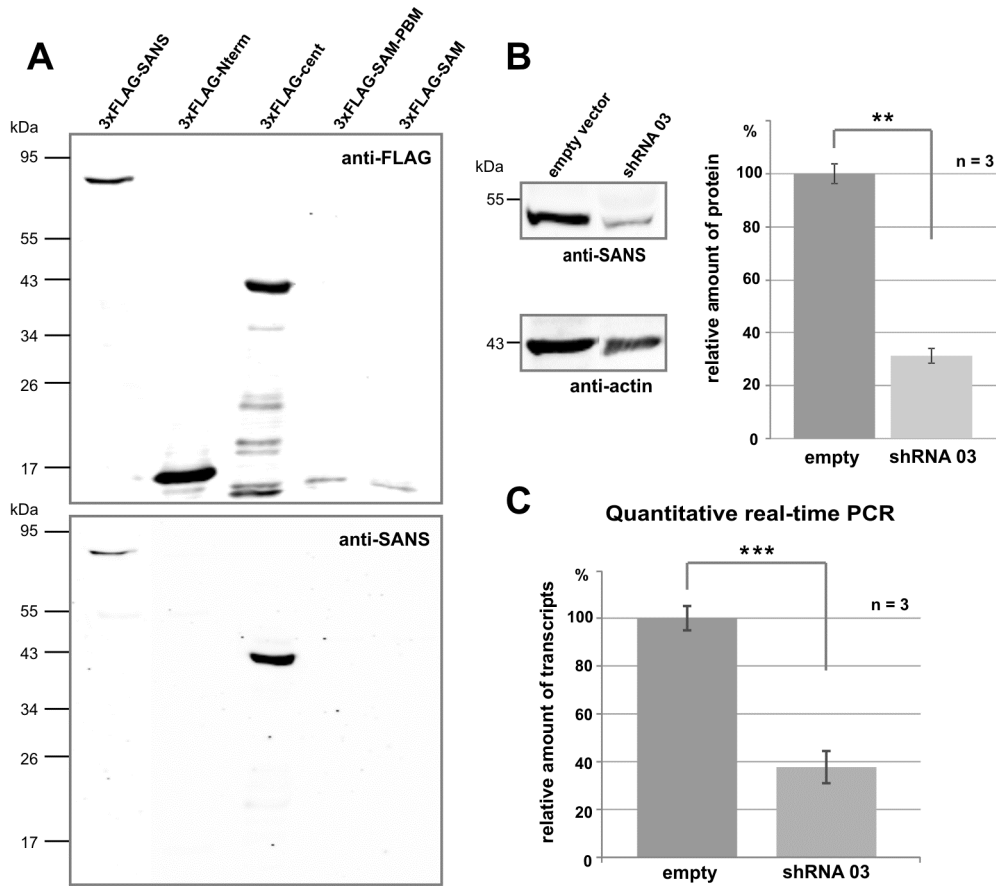 A
3xFLAG-SANS
3xFLAG-Nterm
3xFLAG-cent
3xFLAG-SAM-PBM
3xFLAG-SAM
kDa
anti-FLAG
95
55
43
34
26
17
kDa
anti-SANS
95
55
43
34
26
17
B
empty vector
shRNA 03
kDa
55
anti-SANS
43
anti-actin
relative amount of protein
%
100
80
60
40
20
0
**
n = 3
empty
shRNA 03
C
Quantitative real-time PCR
relative amount of transcripts
%
100
80
60
40
20
0
***
n = 3
empty
shRNA 03